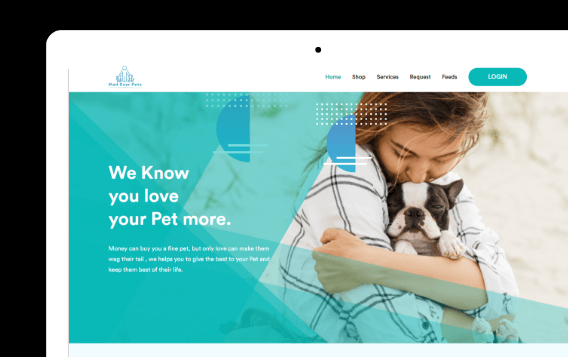 Find Your Pets
Home Shop Services Request Feeds LOGIN
We Know
you love
your Pet more.
Money can buy you a fine pet, but only love can make them
wag their tail , we helps you to give the best to your Pet and
keep them best of their life.